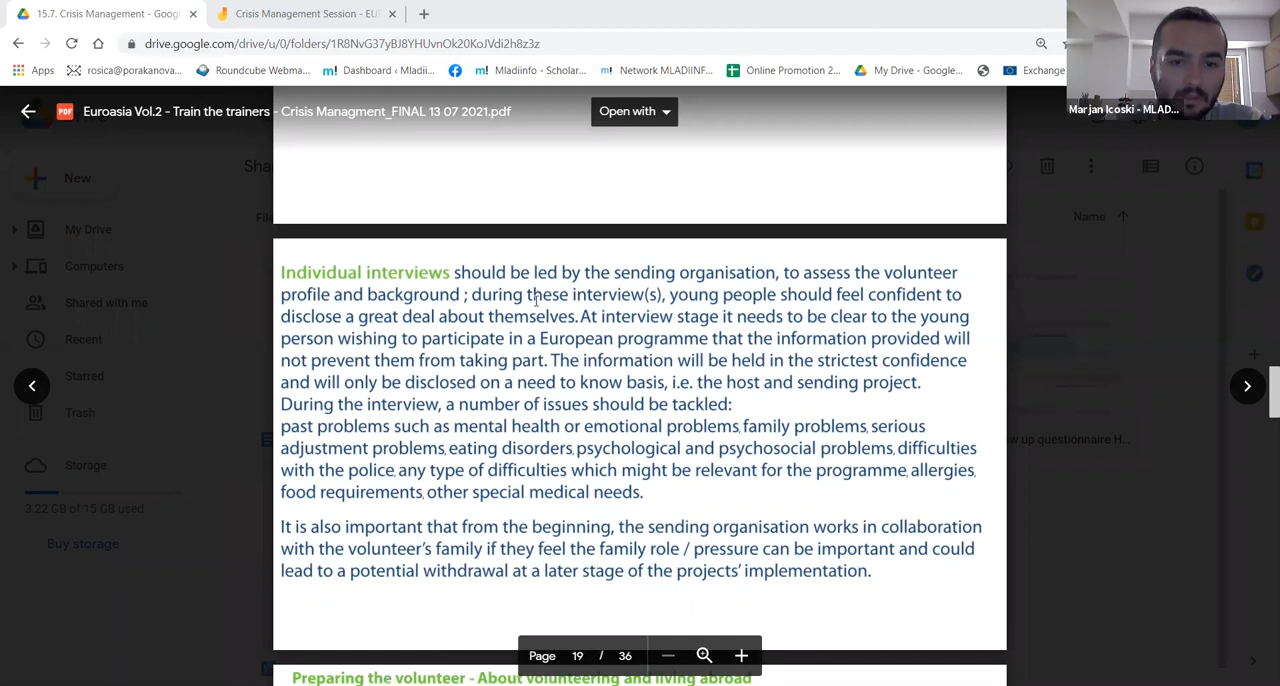 15.7. Crisis Management - Goog
Crisis Management Session - EUR
drive.google.com/drive/u/0/folders/1R8NvG37yBJ8YHUvnOk20KoJVdi2h8z3z
Apps
rosica@porakanova...
Roundcube Webma...
Dashboard ‹ Mladii...
m! Mladiinfo - Scholar...
m! Network MLADIINF...
Online Promotion 2...
My Drive - Google...
Exchange
Marjan Icoski - MLAD...
PDF
Euroasia Vol.2 - Train the trainers - Crisis Managment_FINAL 13 07 2021.pdf
Open with
Sha
New
Fil
Name
My Drive
Computers
Shared with me
Recent
Starred
Trash
Storage
3.22 GB of 15 GB used
Buy storage
ow up questionnaire H...
Individual interviews should be led by the sending organisation, to assess the volunteer
profile and background ; during these interview(s), young people should feel confident to
disclose a great deal about themselves. At interview stage it needs to be clear to the young
person wishing to participate in a European programme that the information provided will
not prevent them from taking part. The information will be held in the strictest confidence
and will only be disclosed on a need to know basis, i.e. the host and sending project.
During the interview, a number of issues should be tackled:
past problems such as mental health or emotional problems, family problems, serious
adjustment problems, eating disorders, psychological and psychosocial problems, difficulties
with the police, any type of difficulties which might be relevant for the programme, allergies,
food requirements, other special medical needs.
It is also important that from the beginning, the sending organisation works in collaboration
with the volunteer's family if they feel the family role / pressure can be important and could
lead to a potential withdrawal at a later stage of the projects' implementation.
Page 19 / 36
Preparing the volunteer - About volunteering and living abroad